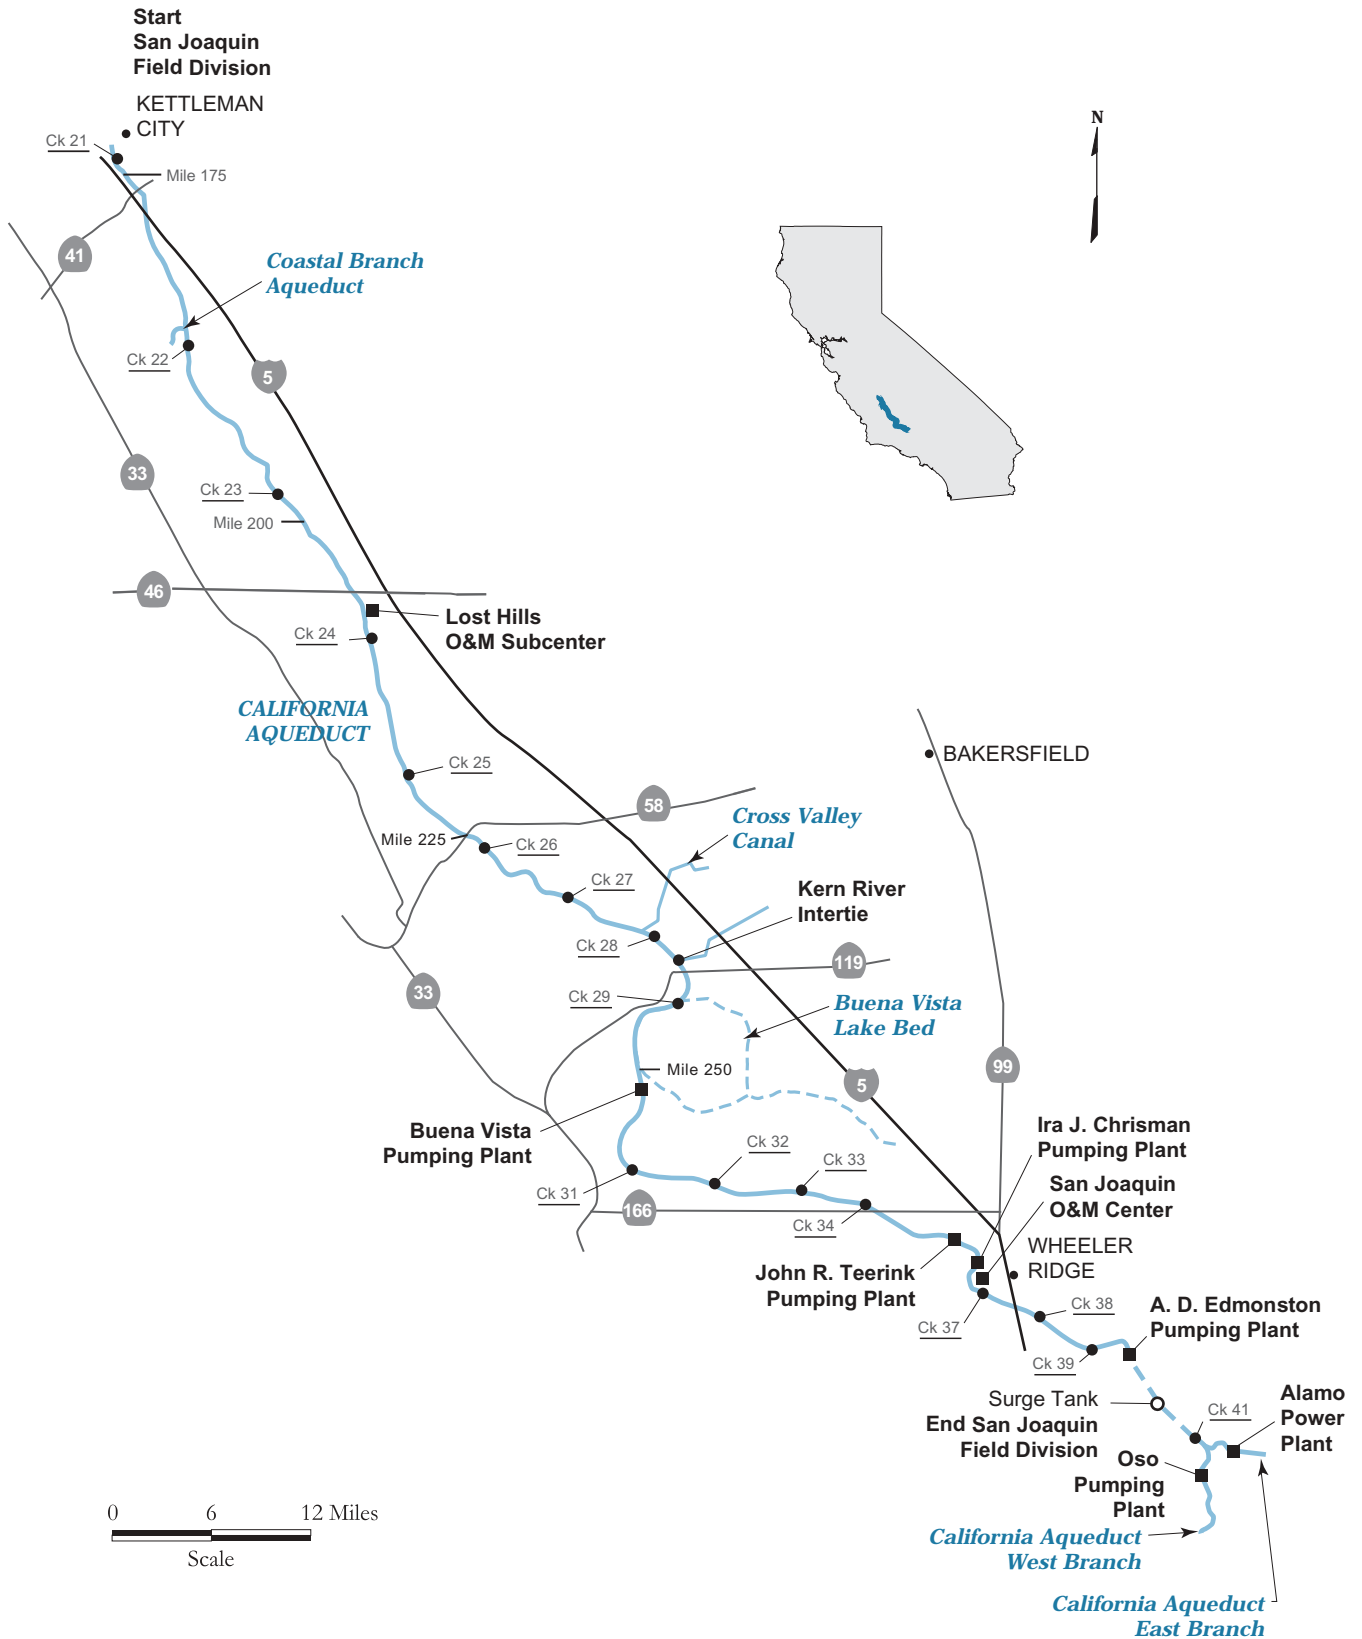 Start
San Joaquin
Field Division
KETTLEMAN
CITY
Ck 21
Mile 175
N
41
Coastal Branch
Aqueduct
Ck 22
5
33
Ck 23
Mile 200
46
Lost Hills
O&M Subcenter
Ck 24
CALIFORNIA
AQUEDUCT
BAKERSFIELD
Ck 25
58
Cross Valley
Canal
Mile 225
Ck 26
Ck 27
Kern River
Intertie
Ck 28
119
33
Ck 29
Buena Vista
Lake Bed
Mile 250
99
5
Buena Vista
Pumping Plant
Ira J. Chrisman
Pumping Plant
Ck 32
Ck 33
San Joaquin
O&M Center
Ck 31
166
Ck 34
WHEELER
RIDGE
John R. Teerink
Pumping Plant
Ck 38
A. D. Edmonston
Pumping Plant
Ck 37
Ck 39
Surge Tank
End San Joaquin
Field Division
Ck 41
Alamo
Power
Plant
Oso
Pumping
Plant
0 6 12 Miles
Scale
California Aqueduct
West Branch
California Aqueduct
East Branch